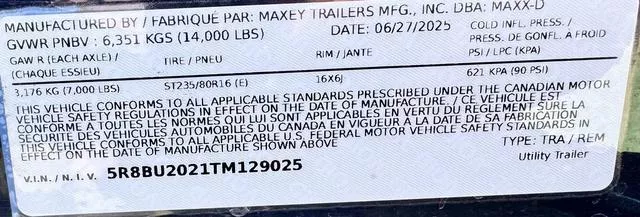 MANUFACTURED BY / FABRIQUÉ PAR: MAXEY TRAILERS MFG., INC. DBA: MAXX-D
GVWR PNBV : 6,351 KGS (14,000 LBS) DATE: 06/27/2025 COLD INFL. PRESS. /
PRESS. DE GONFL. À FROID
GAWR (EACH AXLE) / TIRE / PNEU RIM / JANTE PSI / LPC (KPA)
(CHAQUE ESSIEU)
3,176 KG (7,000 LBS) ST235/80R16 (E) 16X6J 621 KPA (90 PSI)
THIS VEHICLE CONFORMS TO ALL APPLICABLE STANDARDS PRESCRIBED UNDER THE CANADIAN MOTOR
VEHICLE SAFETY REGULATIONS IN EFFECT ON THE DATE OF MANUFACTURE. / CE VÉHICULE EST
CONFORME A TOUTES LES NORMES QUI LUI SONT APPLICABLES EN VERTU DU RÈGLEMENT SUR LA
SÉCURITÉ DES VÉHICULES AUTOMOBILES DU CANADA EN VIGUEUR À LA DATE DE SA FABRICATION
THIS VEHICLE CONFORMS TO ALL APPLICABLE U.S. FEDERAL MOTOR VEHICLE SAFETY STANDARDS IN
EFFECT ON THE DATE OF MANUFACTURE SHOWN ABOVE
TYPE: TRA / REM
Utility Trailer
V.I.N. / N. I. V. 5R8BU2021TM129025